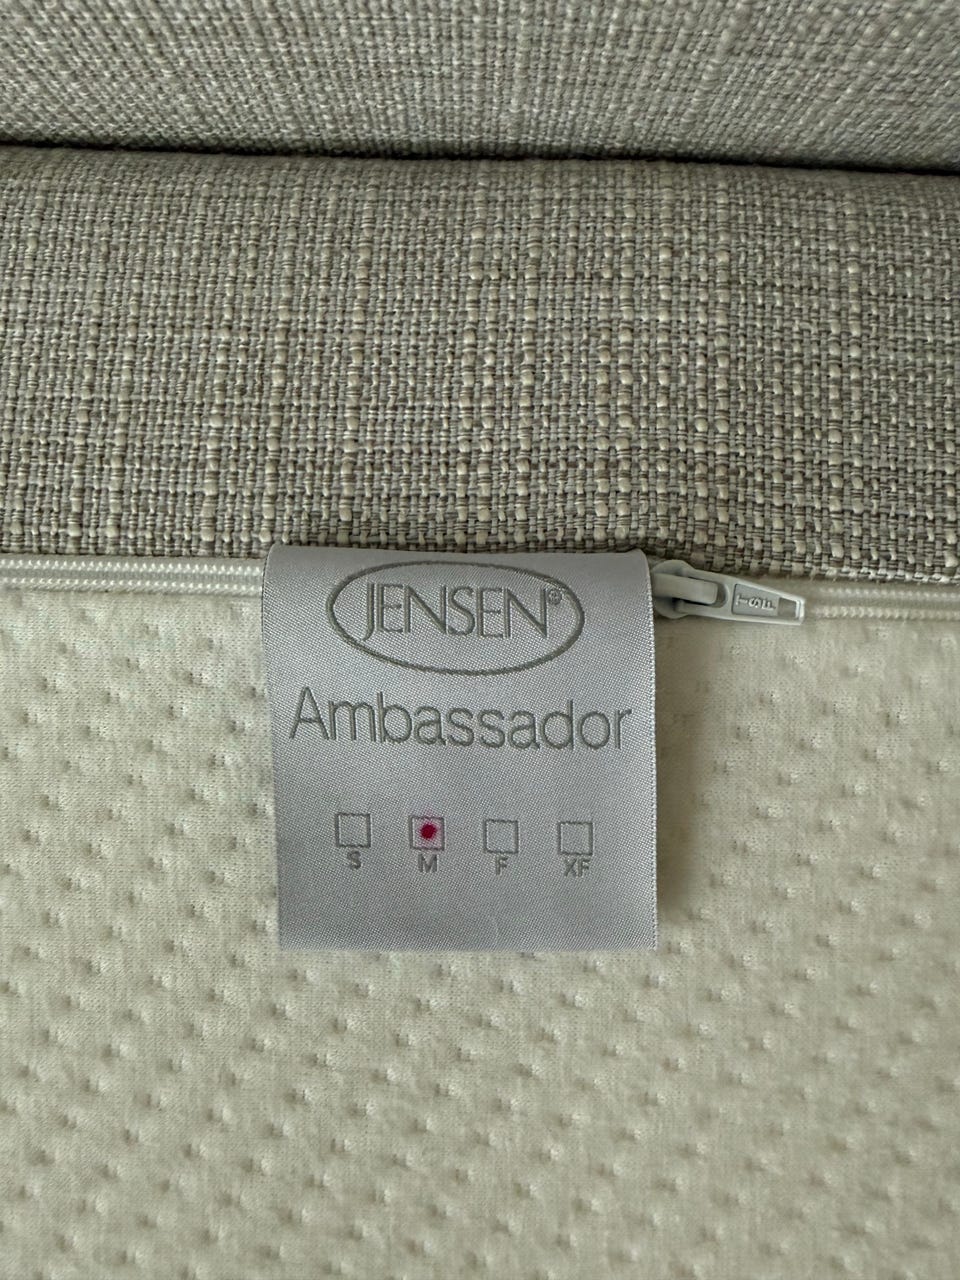 JENSEN®
Ambassador
S M F XF